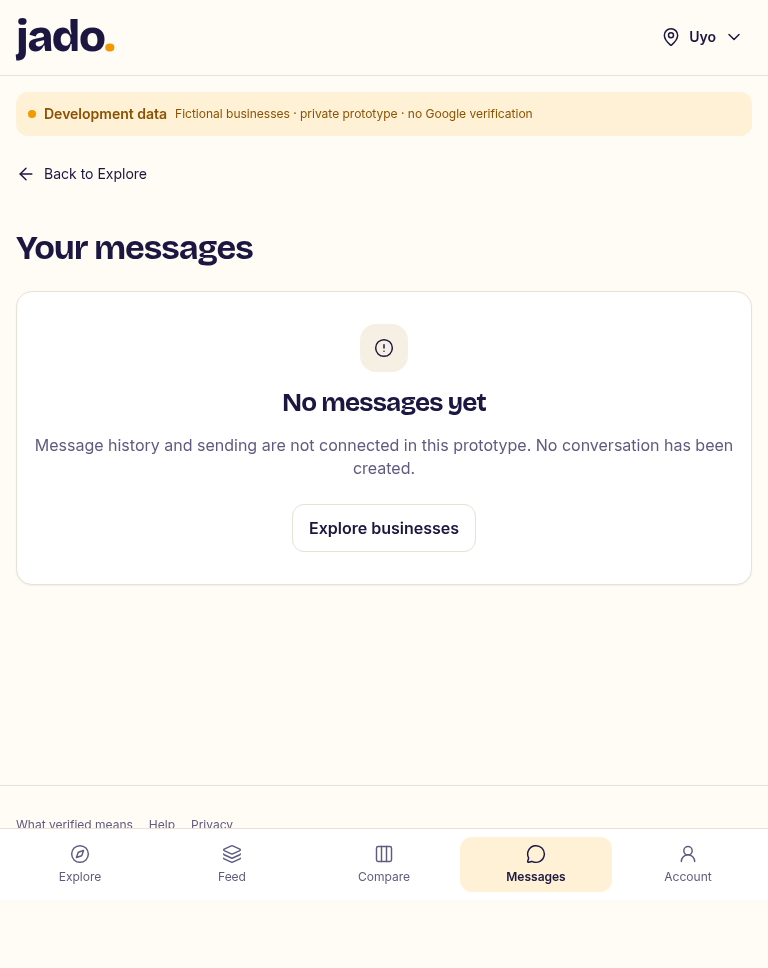 jado.
Uyo
Development data Fictional businesses · private prototype · no Google verification
Back to Explore
Your messages
No messages yet
Message history and sending are not connected in this prototype. No conversation has been
created.
Explore businesses
What verified means Help Privacy
Explore Feed Compare Messages Account